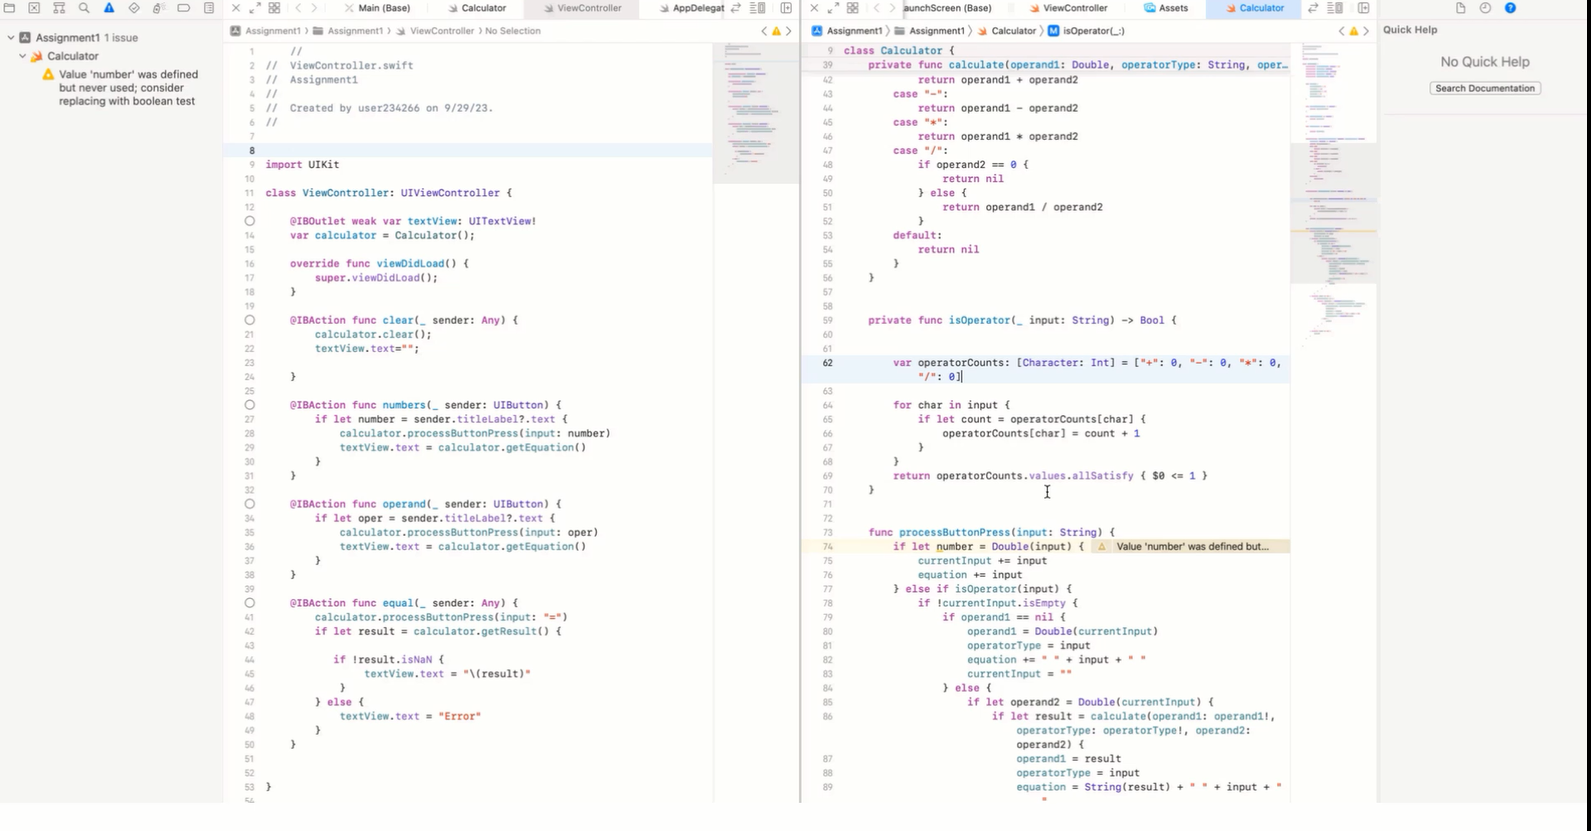 Main (Base)
Calculator
ViewController
AppDelegat
aunchScreen (Base)
ViewController
Assets
Calculator
Assignment1 1 issue
Calculator
Value 'number' was defined
but never used; consider
replacing with boolean test
Assignment1 Assignment1 ViewController No Selection
1 //
2 // ViewController.swift
3 // Assignment1
4 //
5 // Created by user234266 on 9/29/23.
6 //
7
8
9 import UIKit
10
11 class ViewController: UIViewController {
12
@IBOutlet weak var textView: UITextView!
14 var calculator = Calculator();
15
16 override func viewDidLoad() {
17 super.viewDidLoad();
18 }
19
@IBAction func clear(_ sender: Any) {
21 calculator.clear();
22 textView.text="";
23
24 }
25
@IBAction func numbers(_ sender: UIButton) {
27 if let number = sender.titleLabel?.text {
28 calculator.processButtonPress(input: number)
29 textView.text = calculator.getEquation()
30 }
31 }
32
@IBAction func operand(_ sender: UIButton) {
34 if let oper = sender.titleLabel?.text {
35 calculator.processButtonPress(input: oper)
36 textView.text = calculator.getEquation()
37 }
38 }
39
@IBAction func equal(_ sender: Any) {
41 calculator.processButtonPress(input: "=")
42 if let result = calculator.getResult() {
43
44 if !result.isNaN {
45 textView.text = "\(result)"
46 }
47 } else {
48 textView.text = "Error"
49 }
50 }
51
52
53 }
54
Assignment1 Assignment1 Calculator M isOperator(_:)
9 class Calculator {
39 private func calculate(operand1: Double, operatorType: String, oper…
42 return operand1 + operand2
43 case "-":
44 return operand1 - operand2
45 case "*":
46 return operand1 * operand2
47 case "/":
48 if operand2 == 0 {
49 return nil
50 } else {
51 return operand1 / operand2
52 }
53 default:
54 return nil
55 }
56 }
57
58
59 private func isOperator(_ input: String) -> Bool {
60
61
62 var operatorCounts: [Character: Int] = ["+": 0, "-": 0, "*": 0,
"/": 0]
63
64 for char in input {
65 if let count = operatorCounts[char] {
66 operatorCounts[char] = count + 1
67 }
68 }
69 return operatorCounts.values.allSatisfy { $0 <= 1 }
70 }
71
72
73 func processButtonPress(input: String) {
74 if let number = Double(input) { Value 'number' was defined but…
75 currentInput += input
76 equation += input
77 } else if isOperator(input) {
78 if !currentInput.isEmpty {
79 if operand1 == nil {
80 operand1 = Double(currentInput)
81 operatorType = input
82 equation += " " + input + " "
83 currentInput = ""
84 } else {
85 if let operand2 = Double(currentInput) {
86 if let result = calculate(operand1: operand1!,
operatorType: operatorType!, operand2:
operand2) {
87 operand1 = result
88 operatorType = input
89 equation = String(result) + " " + input + "
"
Quick Help
No Quick Help
Search Documentation